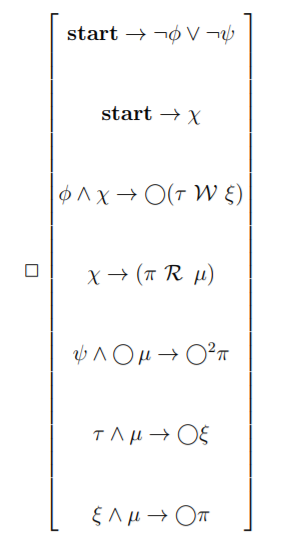 start → ¬ϕ ∨ ¬ψ
start → χ
ϕ ∧ χ → ◯(τ 𝒲 ξ)
□ χ → (π ℛ μ)
ψ ∧ ◯ μ → ◯²π
τ ∧ μ → ◯ξ
ξ ∧ μ → ◯π